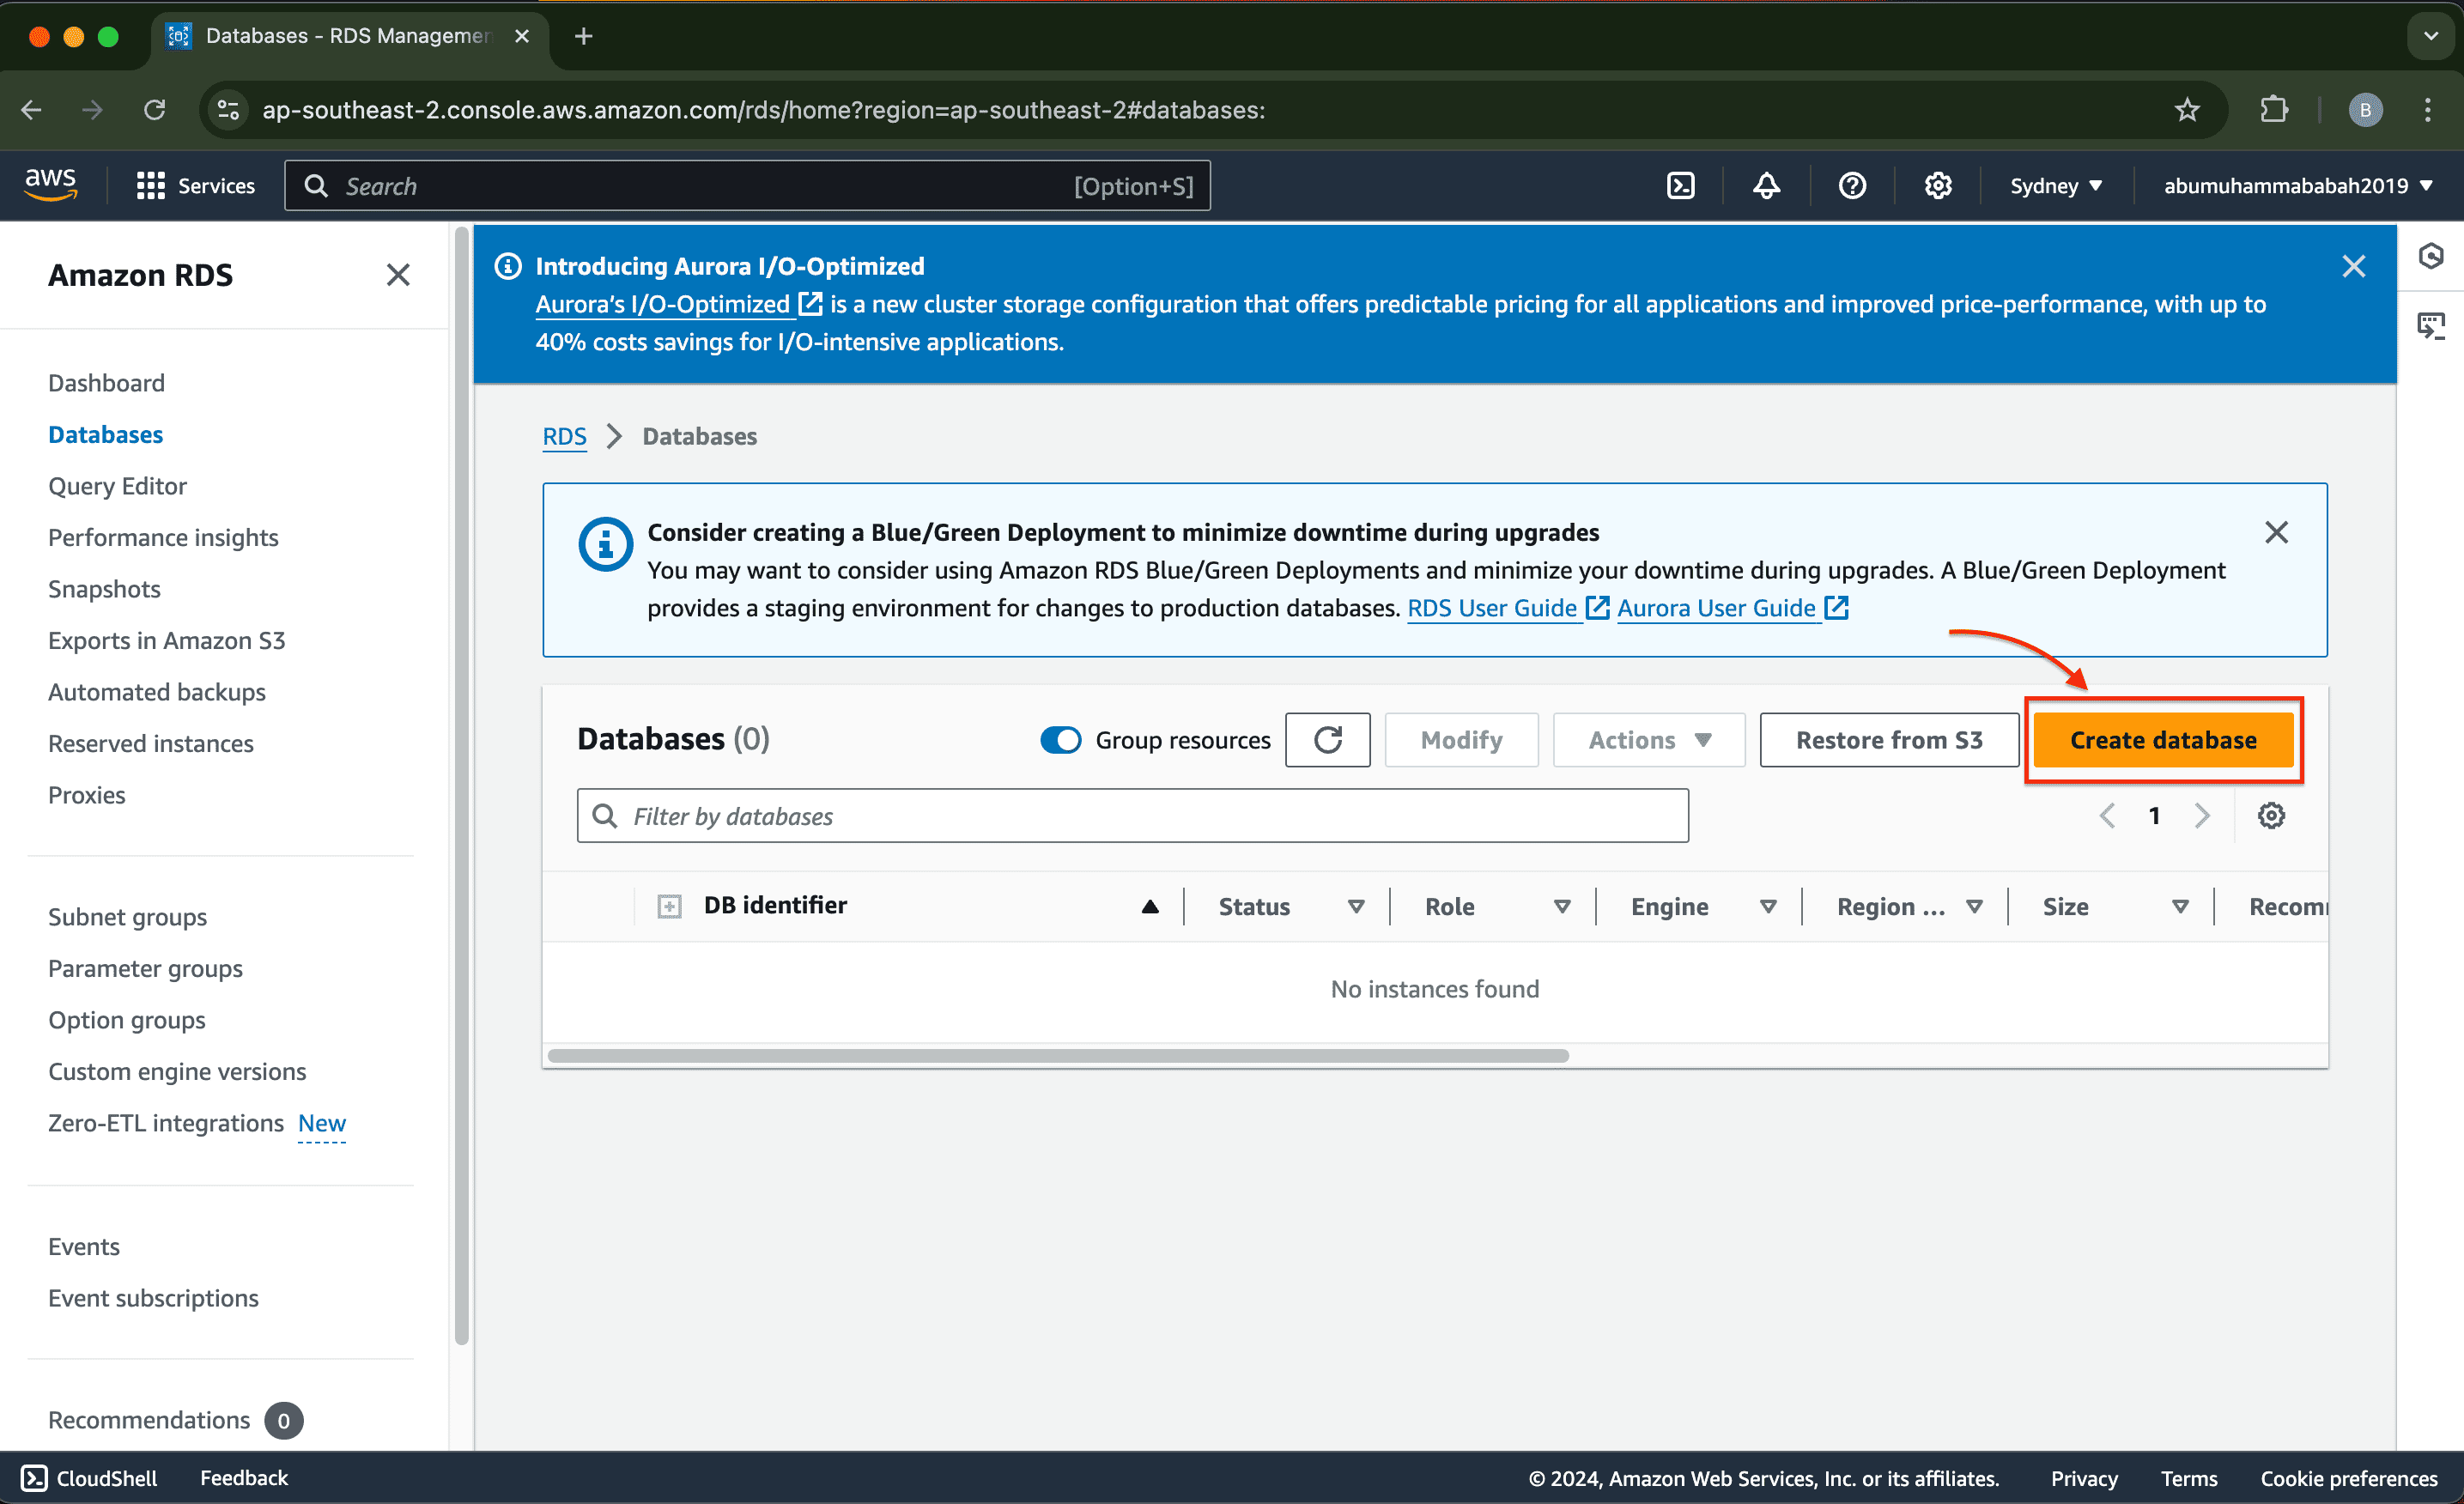 Databases - RDS Managemen
ap-southeast-2.console.aws.amazon.com/rds/home?region=ap-southeast-2#databases:
B
aws
Services
Search
[Option+S]
Sydney
abumuhammababah2019
Amazon RDS
Dashboard
Databases
Query Editor
Performance insights
Snapshots
Exports in Amazon S3
Automated backups
Reserved instances
Proxies
Subnet groups
Parameter groups
Option groups
Custom engine versions
Zero-ETL integrations New
Events
Event subscriptions
Recommendations 0
Introducing Aurora I/O-Optimized
Aurora's I/O-Optimized is a new cluster storage configuration that offers predictable pricing for all applications and improved price-performance, with up to
40% costs savings for I/O-intensive applications.
RDS > Databases
Consider creating a Blue/Green Deployment to minimize downtime during upgrades
You may want to consider using Amazon RDS Blue/Green Deployments and minimize your downtime during upgrades. A Blue/Green Deployment
provides a staging environment for changes to production databases. RDS User Guide Aurora User Guide
Databases (0)
Group resources
Modify
Actions
Restore from S3
Create database
Filter by databases
1
DB identifier
Status
Role
Engine
Region ...
Size
Recom
No instances found
CloudShell
Feedback
© 2024, Amazon Web Services, Inc. or its affiliates.
Privacy
Terms
Cookie preferences